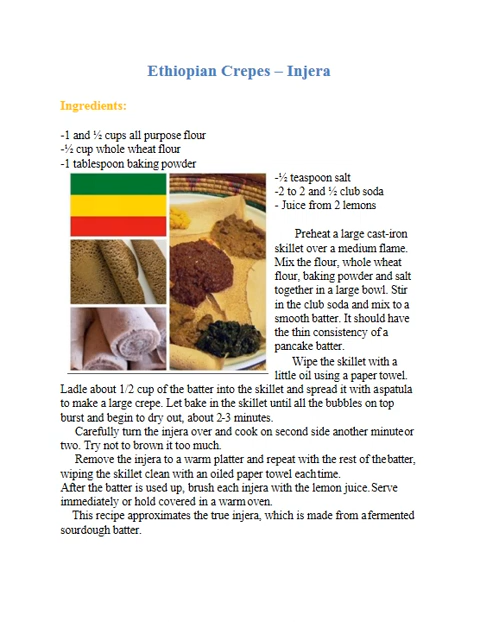 Ethiopian Crepes – Injera
Ingredients:
-1 and ½ cups all purpose flour
-½ cup whole wheat flour
-1 tablespoon baking powder
-½ teaspoon salt
-2 to 2 and ½ club soda
- Juice from 2 lemons
Preheat a large cast-iron
skillet over a medium flame.
Mix the flour, whole wheat
flour, baking powder and salt
together in a large bowl. Stir
in the club soda and mix to a
smooth batter. It should have
the thin consistency of a
pancake batter.
Wipe the skillet with a
little oil using a paper towel.
Ladle about 1/2 cup of the batter into the skillet and spread it with aspatula
to make a large crepe. Let bake in the skillet until all the bubbles on top
burst and begin to dry out, about 2-3 minutes.
Carefully turn the injera over and cook on second side another minuteor
two. Try not to brown it too much.
Remove the injera to a warm platter and repeat with the rest of thebatter,
wiping the skillet clean with an oiled paper towel eachtime.
After the batter is used up, brush each injera with the lemon juice.Serve
immediately or hold covered in a warm oven.
This recipe approximates the true injera, which is made from afermented
sourdough batter.